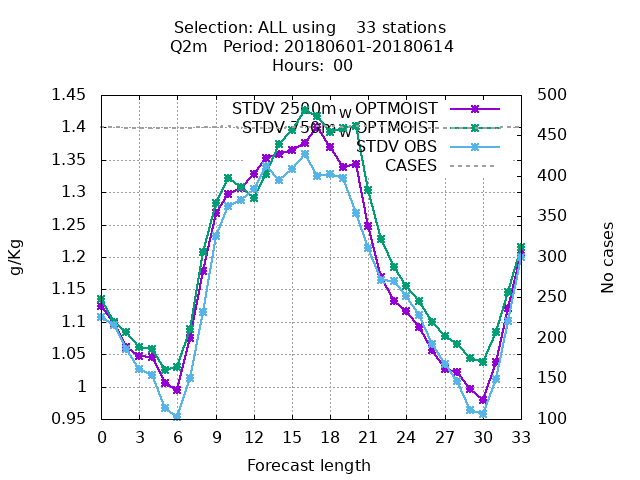 Selection: ALL using    33 stations
Q2m   Period: 20180601-20180614
Hours:  00
STDV 2500m W OPTMOIST
STDV 750m W OPTMOIST
STDV OBS
CASES
1.45
1.4
1.35
1.3
1.25
1.2
1.15
1.1
1.05
1
0.95
500
450
400
350
300
250
200
150
100
g/Kg
No cases
0 3 6 9 12 15 18 21 24 27 30 33
Forecast length